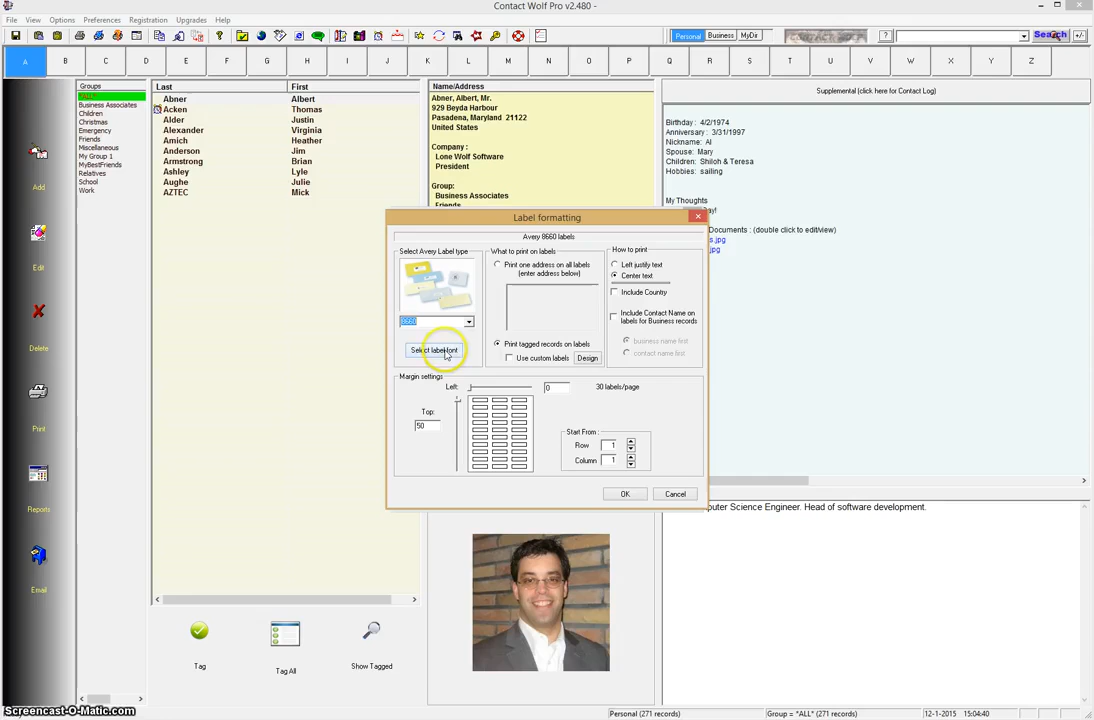 Contact Wolf Pro v2.480 -
File View Options Preferences Registration Upgrades Help
Personal Business MyDir
? Search +/-
A B C D E F G H I J K L M N O P Q R S T U V W X Y Z
Groups
*ALL*
Business Associates
Children
Christmas
Emergency
Friends
Miscellaneous
My Group 1
MyBestFriends
Relatives
School
Work
Add
Edit
Delete
Print
Reports
Email
Last First
Abner Albert
Acken Thomas
Alder Justin
Alexander Virginia
Amich Heather
Anderson Jim
Armstrong Brian
Ashley Lyle
Aughe Julie
AZTEC Mick
Name/Address
Abner, Albert, Mr.
929 Beyda Harbour
Pasadena, Maryland 21122
United States
Company :
Lone Wolf Software
President
Group:
Business Associates
Friends
Supplemental (click here for Contact Log)
Birthday : 4/2/1974
Anniversary : 3/31/1997
Nickname: Al
Spouse: Mary
Children: Shiloh & Teresa
Hobbies: sailing
My Thoughts
ay!
Documents : (double click to edit/view)
s.jpg
.jpg
Label formatting
Avery 8660 labels
Select Avery Label type
8660
Select label font
What to print on labels
Print one address on all labels
(enter address below)
Print tagged records on labels
Use custom labels Design
How to print
Left justify text
Center text
Include Country
Include Contact Name on
labels for Business records
business name first
contact name first
Margin settings
Left: 0 30 labels/page
Top:
50
Start From :
Row 1
Column 1
OK Cancel
puter Science Engineer. Head of software development.
Tag Tag All Show Tagged
Screencast-O-Matic.com
Personal (271 records) Group = *ALL* (271 records) 12-1-2015 15:04:40